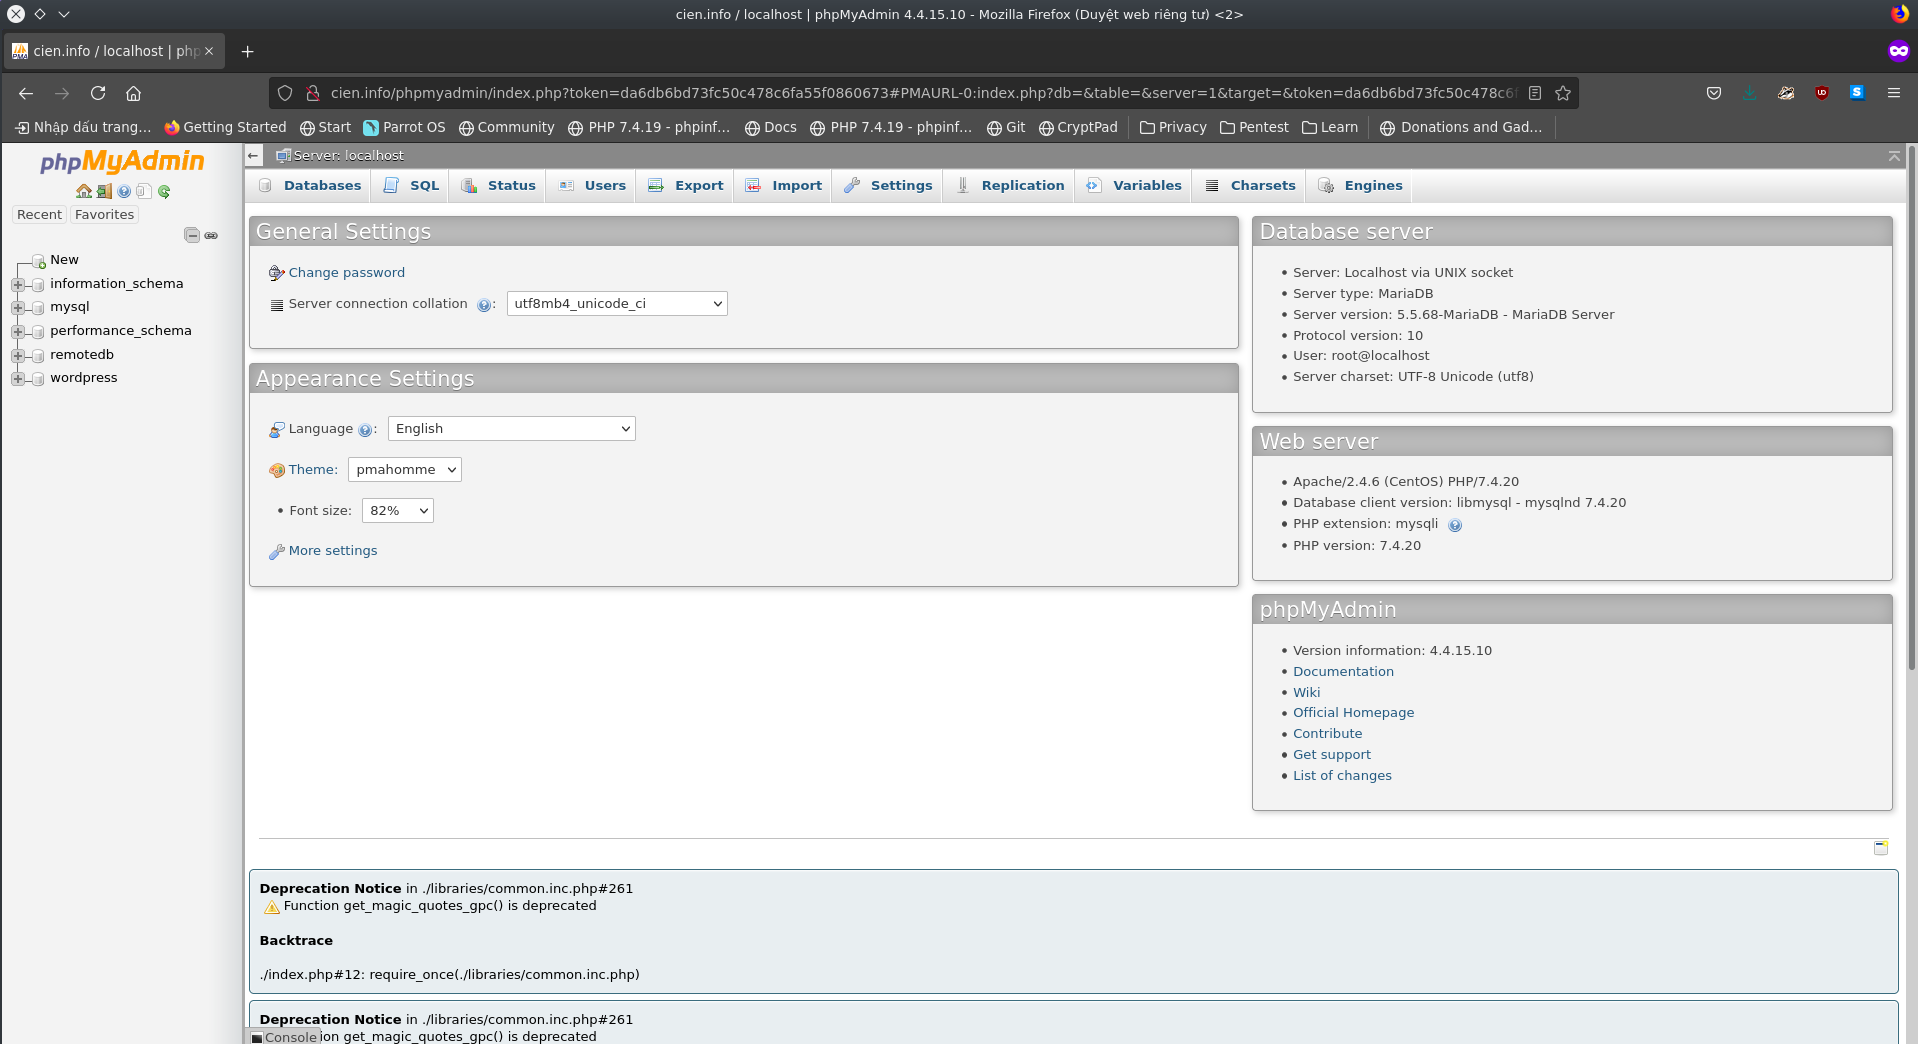 cien.info / localhost | phpMyAdmin 4.4.15.10 - Mozilla Firefox (Duyệt web riêng tư) <2>
cien.info / localhost | php
cien.info/phpmyadmin/index.php?token=da6db6bd73fc50c478c6fa55f0860673#PMAURL-0:index.php?db=&table=&server=1&target=&token=da6db6bd73fc50c478c6f
Nhập dấu trang… Getting Started Start Parrot OS Community PHP 7.4.19 - phpinf… Docs PHP 7.4.19 - phpinf… Git CryptPad Privacy Pentest Learn Donations and Gad…
phpMyAdmin
Recent Favorites
New
information_schema
mysql
performance_schema
remotedb
wordpress
Server: localhost
Databases SQL Status Users Export Import Settings Replication Variables Charsets Engines
General Settings
Change password
Server connection collation : utf8mb4_unicode_ci
Appearance Settings
Language : English
Theme: pmahomme
• Font size: 82%
More settings
Database server
• Server: Localhost via UNIX socket
• Server type: MariaDB
• Server version: 5.5.68-MariaDB - MariaDB Server
• Protocol version: 10
• User: root@localhost
• Server charset: UTF-8 Unicode (utf8)
Web server
• Apache/2.4.6 (CentOS) PHP/7.4.20
• Database client version: libmysql - mysqlnd 7.4.20
• PHP extension: mysqli
• PHP version: 7.4.20
phpMyAdmin
• Version information: 4.4.15.10
• Documentation
• Wiki
• Official Homepage
• Contribute
• Get support
• List of changes
Deprecation Notice in ./libraries/common.inc.php#261
Function get_magic_quotes_gpc() is deprecated
Backtrace
./index.php#12: require_once(./libraries/common.inc.php)
Deprecation Notice in ./libraries/common.inc.php#261
ion get_magic_quotes_gpc() is deprecated
Console